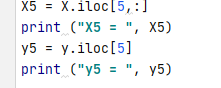 X5 = X.iloc[5,:]
print ("X5 = ", X5)
y5 = y.iloc[5]
print ("y5 = ", y5)